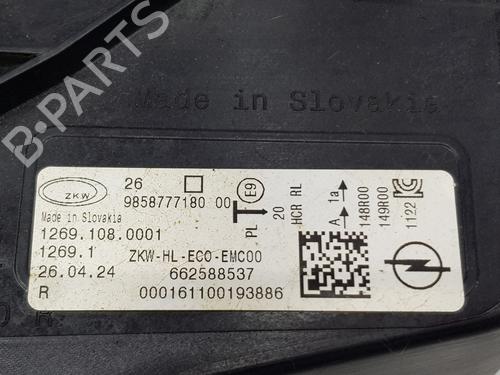 Made in Slovakia
B-PARTS
ZKW
26
9858777180 00
E9
Made in Slovakia
1269.108.0001
1269.1 ZKW-HL-ECO-EMC00
26.04.24 662588537
R 000161100193886
PL 20
HCR RL
A 1a
148R00
149R00
1122